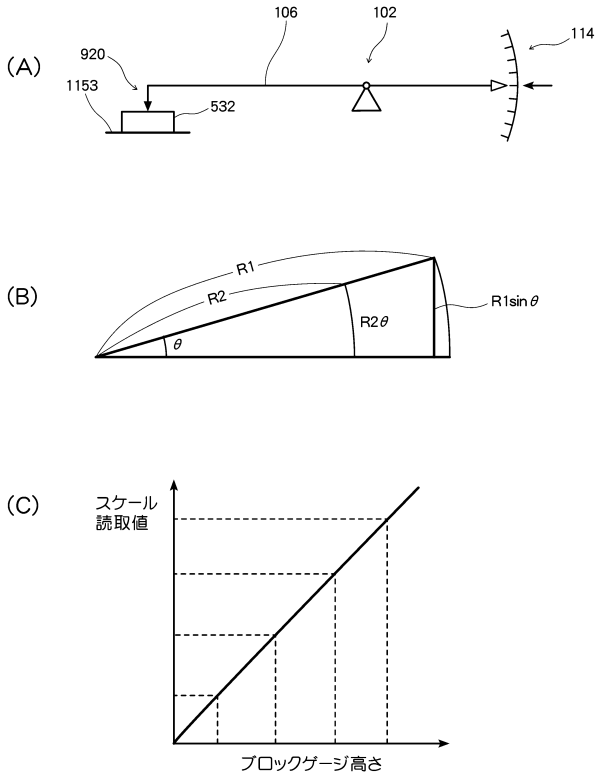 106
102
114
(A)
920
1153
532
(B)
R1
R2
θ
R2θ
R1sinθ
(C)
スケール
読取値
ブロックゲージ高さ